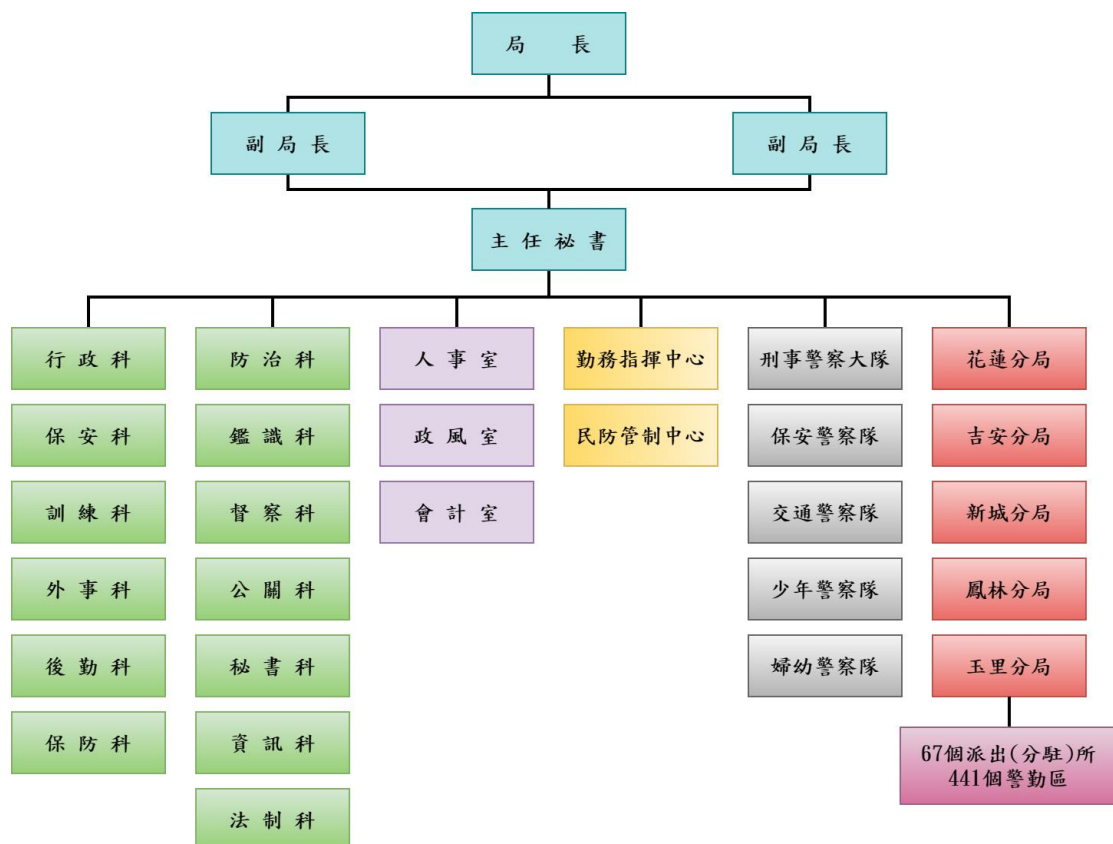 局 長
副 局 長
副 局 長
主 任 祕 書
行 政 科
保 安 科
訓 練 科
外 事 科
後 勤 科
保 防 科
防 治 科
鑑 識 科
督 察 科
公 關 科
秘 書 科
資 訊 科
法 制 科
人 事 室
政 風 室
會 計 室
勤務指揮中心
民防管制中心
刑事警察大隊
保安警察隊
交通警察隊
少年警察隊
婦幼警察隊
花蓮分局
吉安分局
新城分局
鳳林分局
玉里分局
67個派出(分駐)所
441個警勤區